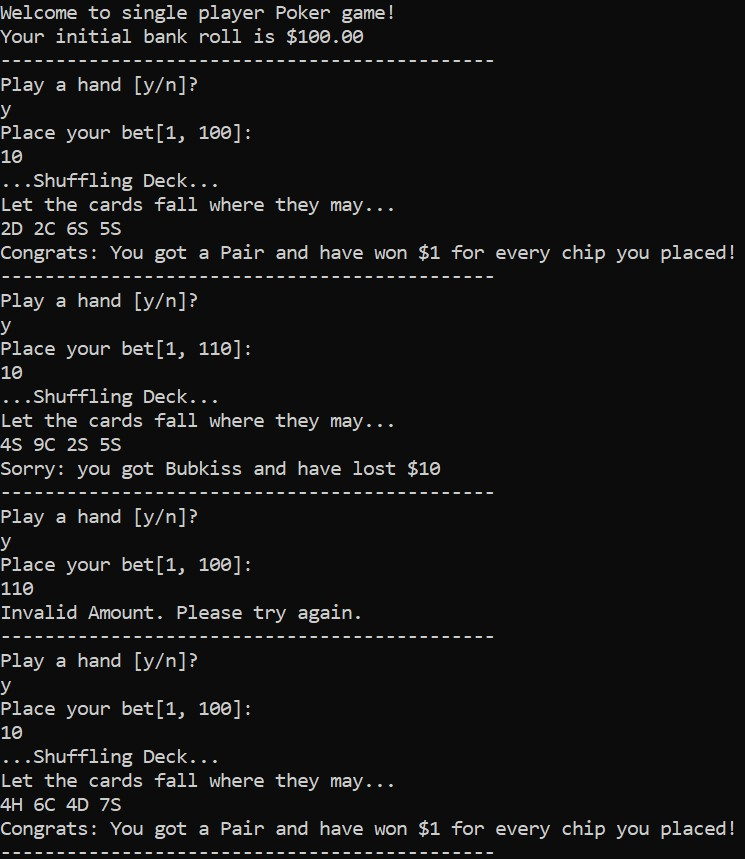 Welcome to single player Poker game!
Your initial bank roll is $100.00
----------------------------------------------
Play a hand [y/n]?
y
Place your bet[1, 100]:
10
...Shuffling Deck...
Let the cards fall where they may...
2D 2C 6S 5S
Congrats: You got a Pair and have won $1 for every chip you placed!
----------------------------------------------
Play a hand [y/n]?
y
Place your bet[1, 110]:
10
...Shuffling Deck...
Let the cards fall where they may...
4S 9C 2S 5S
Sorry: you got Bubkiss and have lost $10
----------------------------------------------
Play a hand [y/n]?
y
Place your bet[1, 100]:
110
Invalid Amount. Please try again.
----------------------------------------------
Play a hand [y/n]?
y
Place your bet[1, 100]:
10
...Shuffling Deck...
Let the cards fall where they may...
4H 6C 4D 7S
Congrats: You got a Pair and have won $1 for every chip you placed!
----------------------------------------------